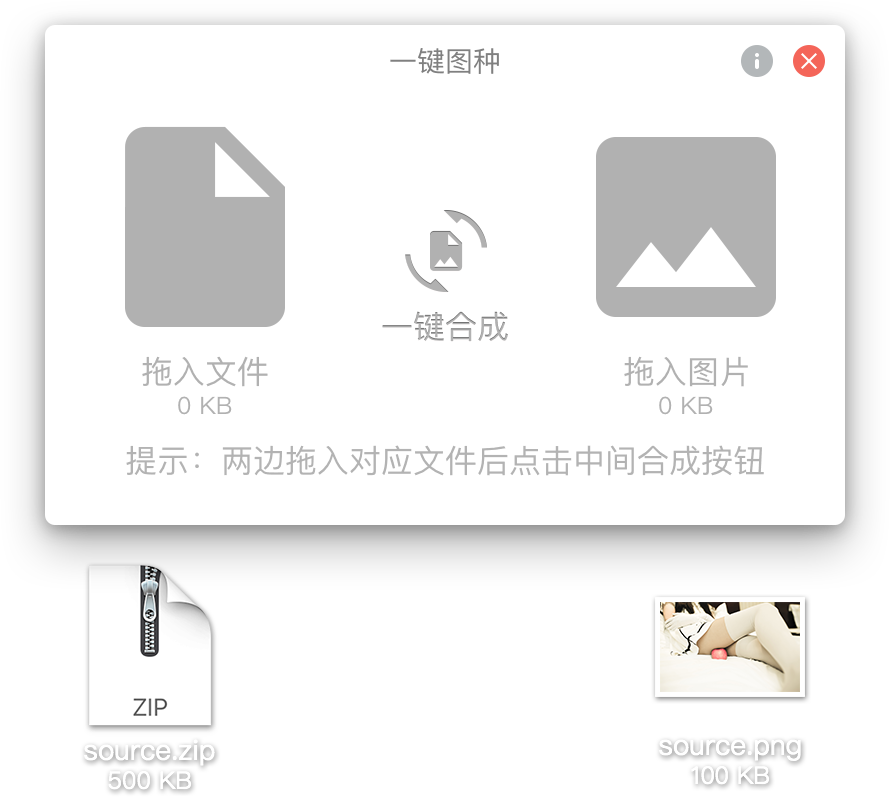 一键图种
一键合成
拖入文件
0 KB
拖入图片
0 KB
提示：两边拖入对应文件后点击中间合成按钮
ZIP
source.zip
500 KB
source.png
100 KB